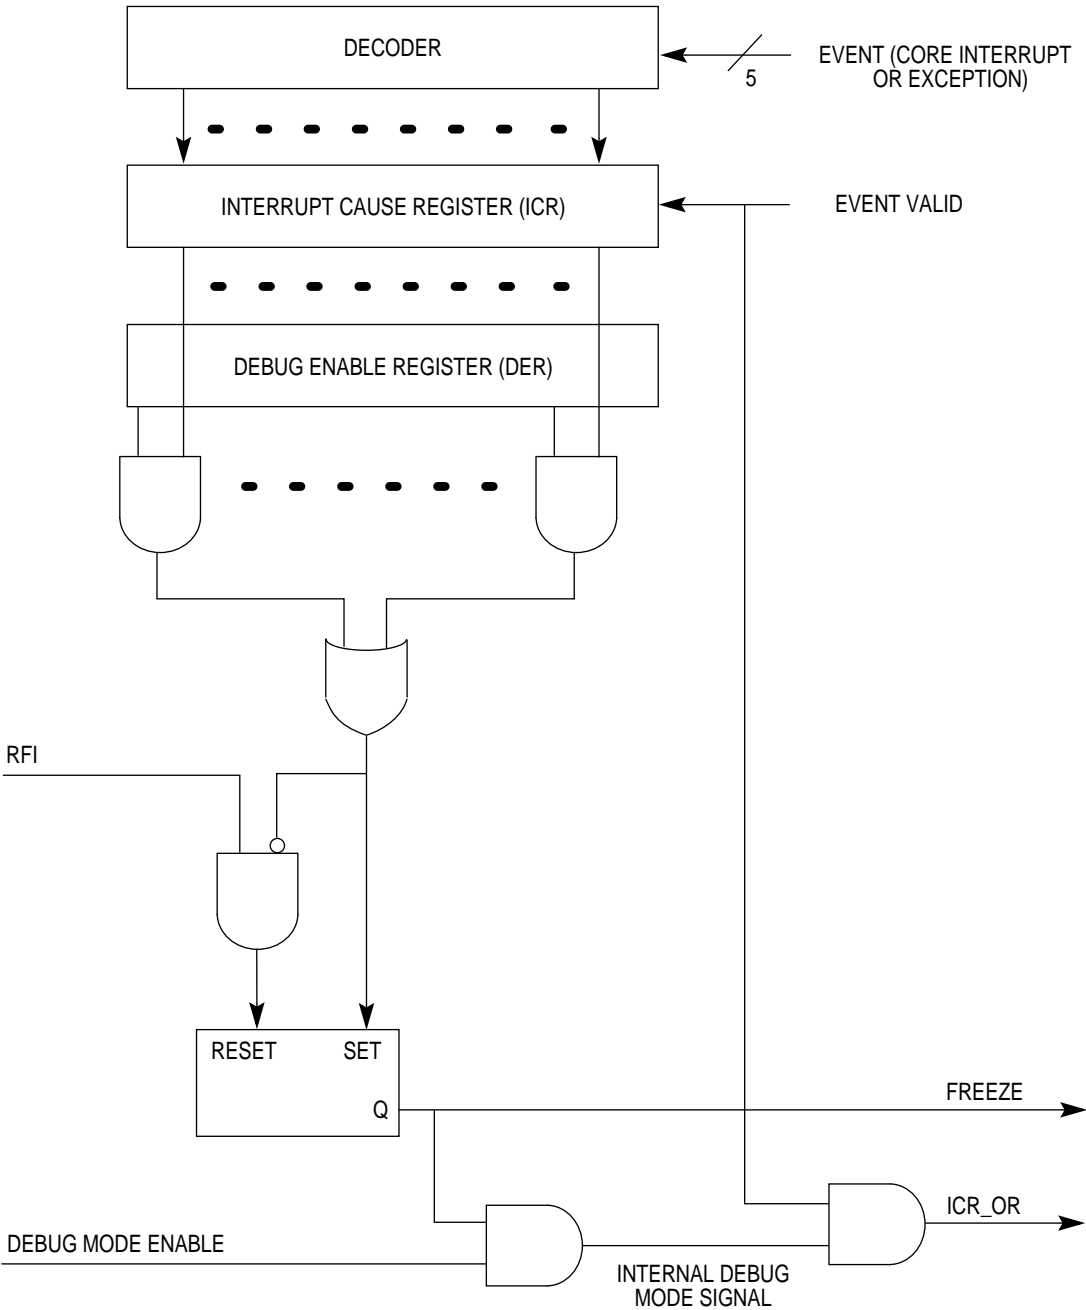 DECODER
EVENT (CORE INTERRUPT
OR EXCEPTION)
5
INTERRUPT CAUSE REGISTER (ICR)
EVENT VALID
DEBUG ENABLE REGISTER (DER)
RFI
RESET
SET
Q
FREEZE
ICR_OR
DEBUG MODE ENABLE
INTERNAL DEBUG
MODE SIGNAL